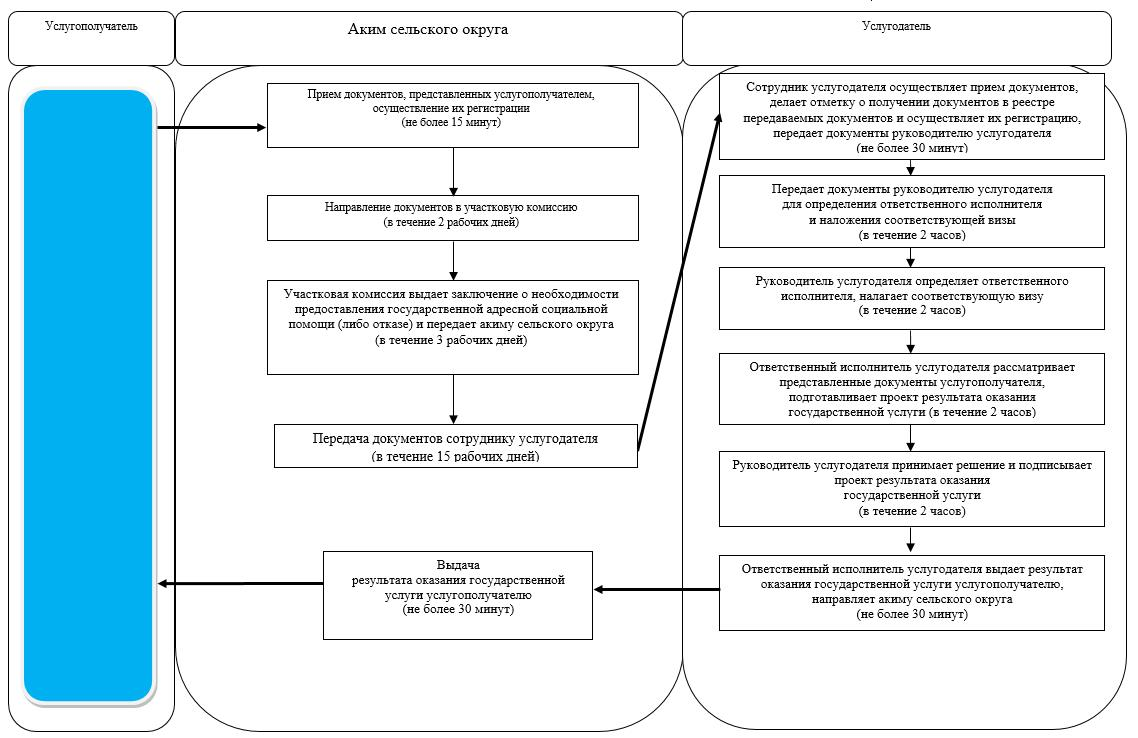 Услугополучатель
Аким сельского округа
Услугодатель
Прием документов, представленных услугополучателем,
осуществление их регистрации
(не более 15 минут)
Направление документов в участковую комиссию
(в течение 2 рабочих дней)
Участковая комиссия выдает заключение о необходимости
предоставления государственной адресной социальной
помощи (либо отказе) и передает акиму сельского округа
(в течение 3 рабочих дней)
Передача документов сотруднику услугодателя
(в течение 15 рабочих дней)
Сотрудник услугодателя осуществляет прием документов,
делает отметку о получении документов в реестре
передаваемых документов и осуществляет их регистрацию,
передает документы руководителю услугодателя
(не более 30 минут)
Передает документы руководителю услугодателя
для определения ответственного исполнителя
и наложения соответствующей визы
(в течение 2 часов)
Руководитель услугодателя определяет ответственного
исполнителя, налагает соответствующую визу
(в течение 2 часов)
Ответственный исполнитель услугодателя рассматривает
представленные документы услугополучателя,
подготавливает проект результата оказания
государственной услуги (в течение 2 часов)
Руководитель услугодателя принимает решение и подписывает
проект результата оказания
государственной услуги
(в течение 2 часов)
Ответственный исполнитель услугодателя выдает результат
оказания государственной услуги услугополучателю,
направляет акиму сельского округа
(не более 30 минут)
Выдача
результата оказания государственной
услуги услугополучателю
(не более 30 минут)